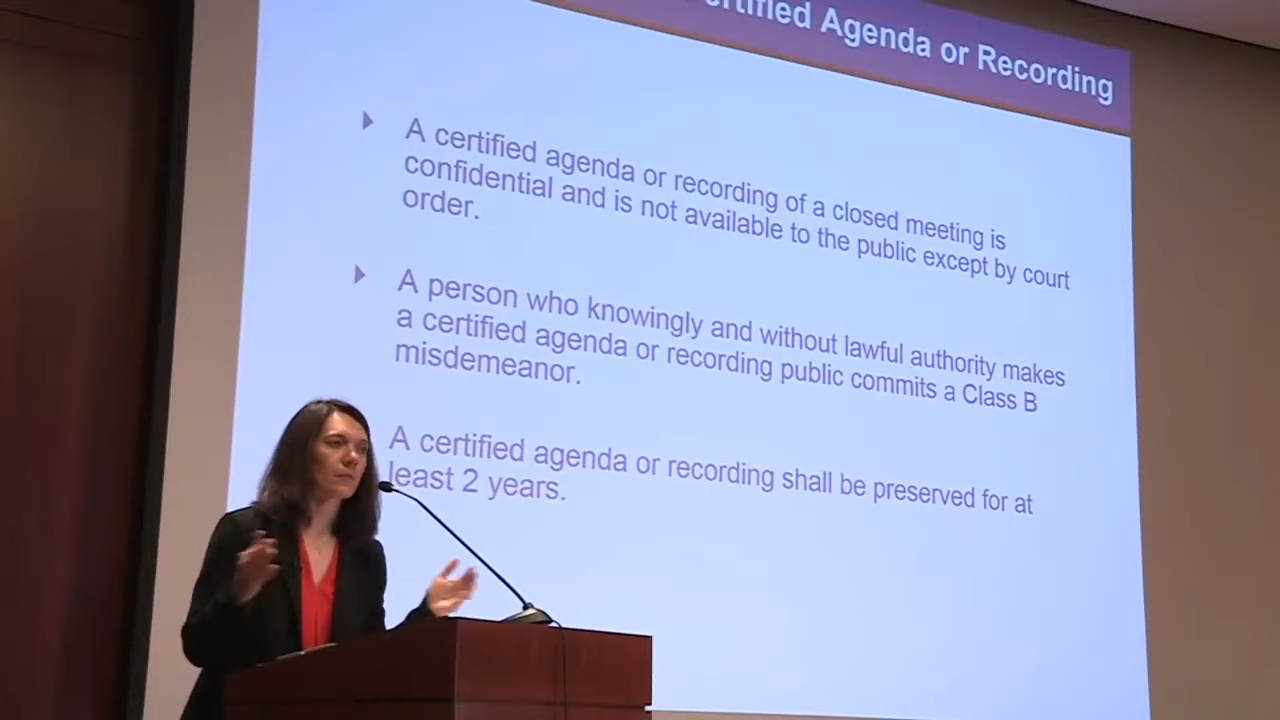 Agenda or Recording
A certified agenda or recording of a closed meeting is
confidential and is not available to the public except by court
order.
A person who knowingly and without lawful authority makes
a certified agenda or recording public commits a Class B
misdemeanor.
A certified agenda or recording shall be preserved for at
least 2 years.